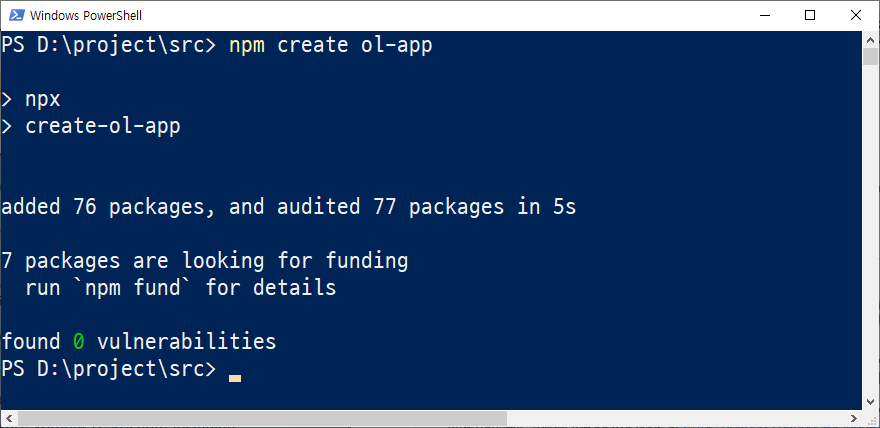 Windows PowerShell
PS D:\project\src> npm create ol-app
> npx
> create-ol-app
added 76 packages, and audited 77 packages in 5s
7 packages are looking for funding
  run `npm fund` for details
found 0 vulnerabilities
PS D:\project\src>